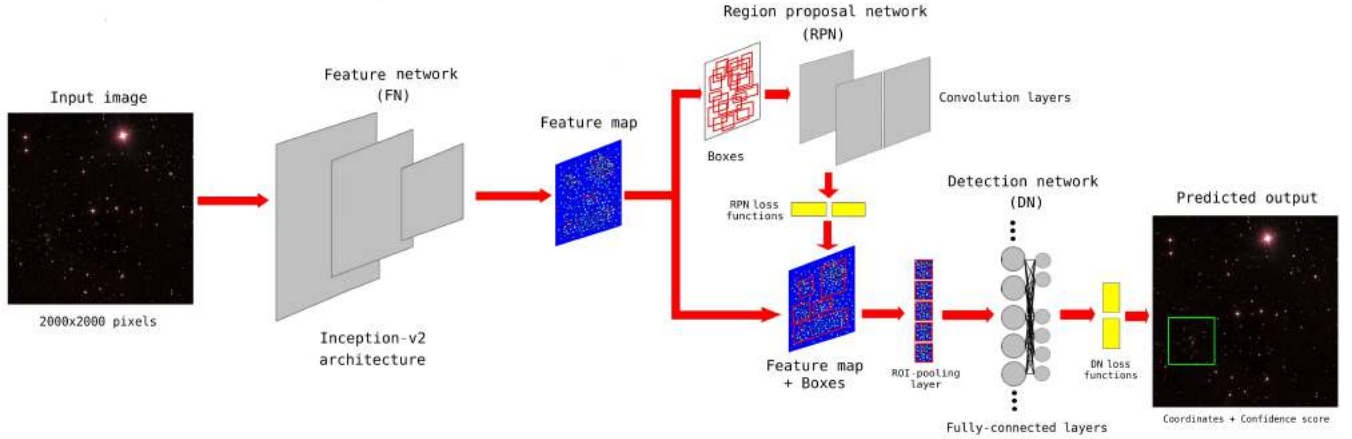 Input image
2000x2000 pixels
Feature network
(FN)
Inception-v2
architecture
Feature map
Region proposal network
(RPN)
Boxes
Convolution layers
RPN loss
functions
Feature map
+ Boxes
ROI-pooling
layer
Detection network
(DN)
Fully-connected layers
DN loss
functions
Predicted output
Coordinates + Confidence score